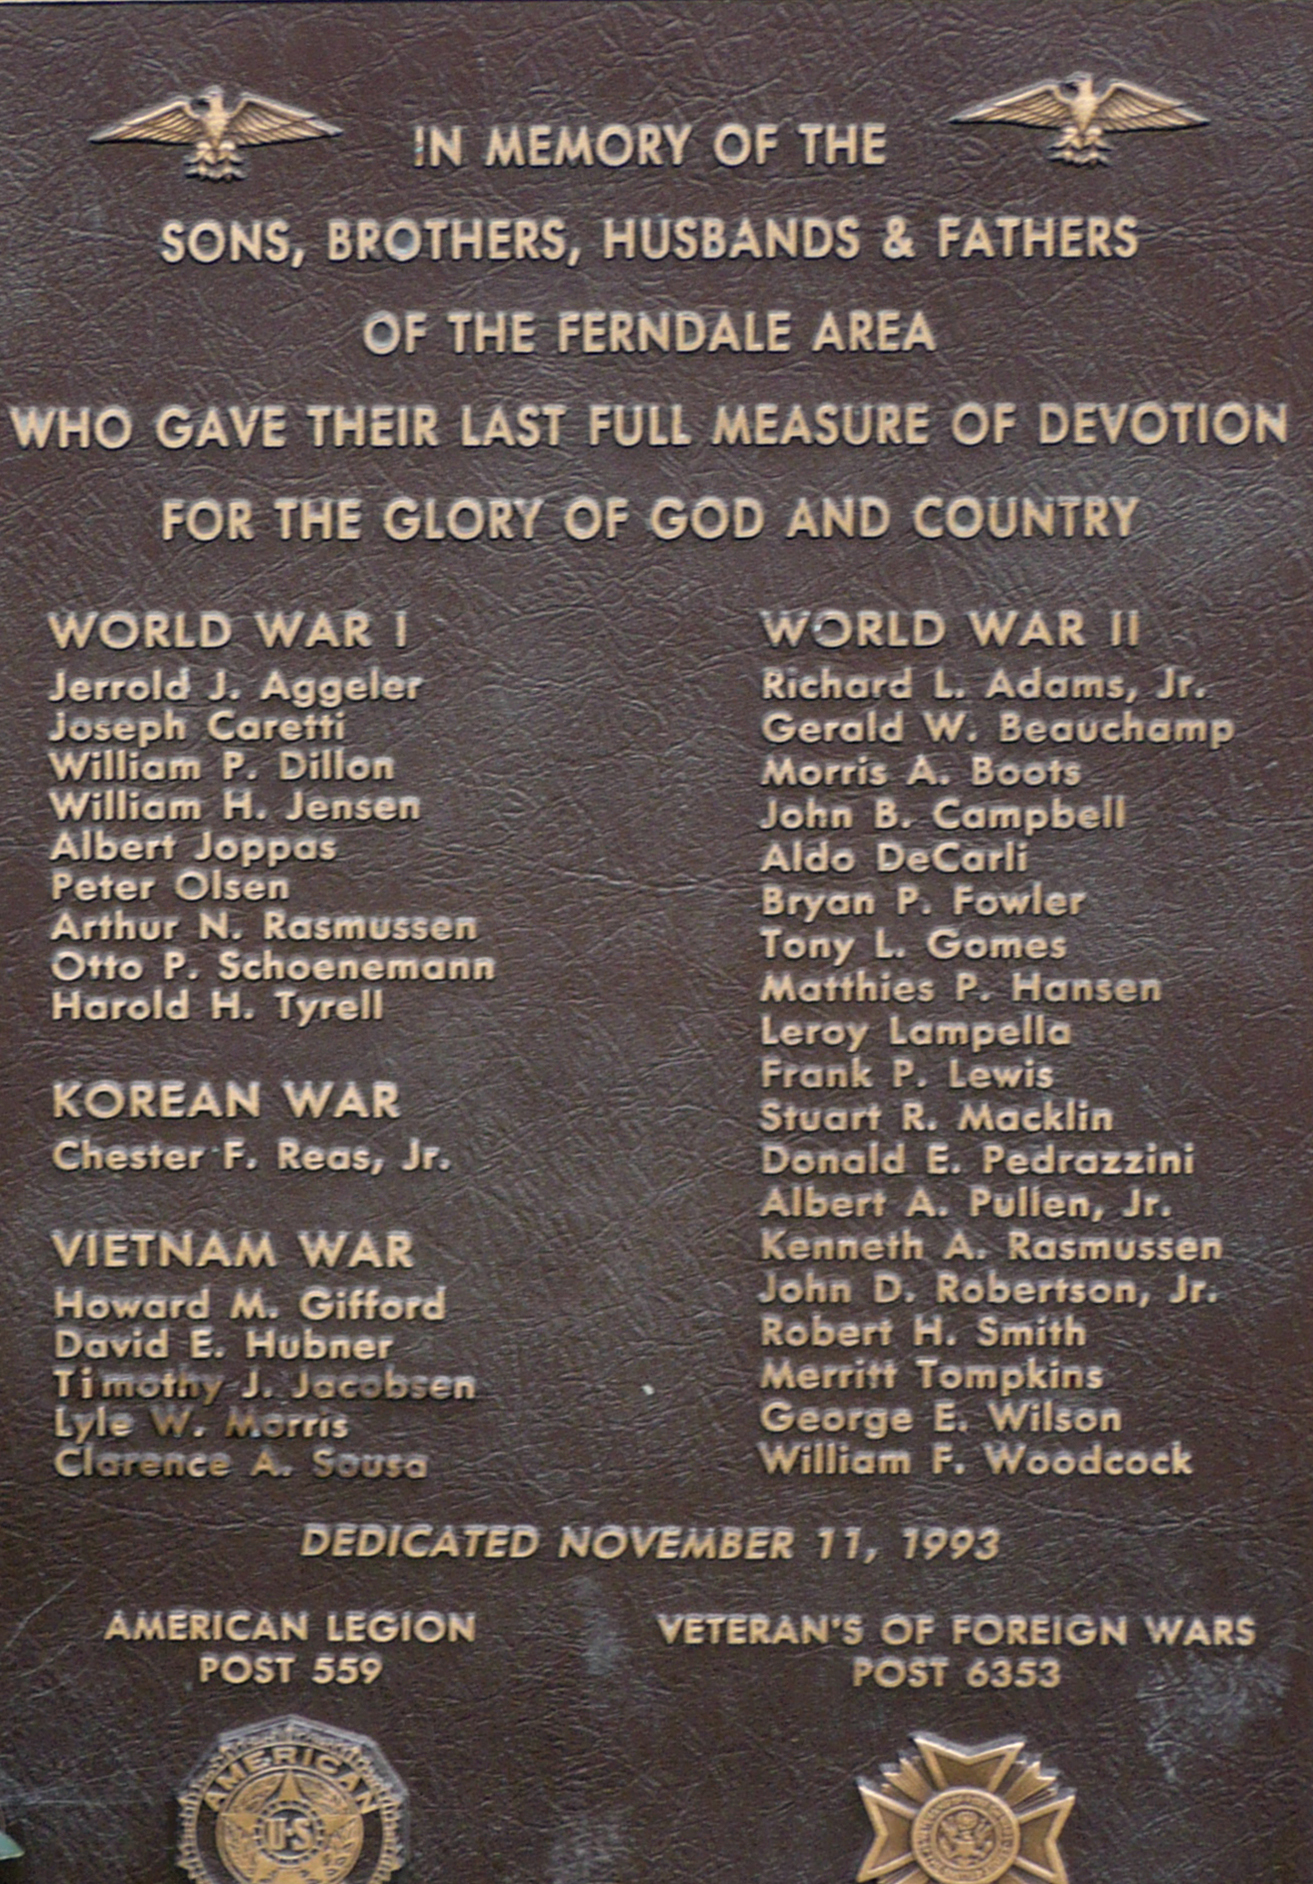 IN MEMORY OF THE
SONS, BROTHERS, HUSBANDS & FATHERS
OF THE FERNDALE AREA
WHO GAVE THEIR LAST FULL MEASURE OF DEVOTION
FOR THE GLORY OF GOD AND COUNTRY
WORLD WAR I
Jerrold J. Aggeler
Joseph Caretti
William P. Dillon
William H. Jensen
Albert Joppas
Peter Olsen
Arthur N. Rasmussen
Otto P. Schoenemann
Harold H. Tyrell
KOREAN WAR
Chester F. Reas, Jr.
VIETNAM WAR
Howard M. Gifford
David E. Hubner
Timothy J. Jacobsen
Lyle W. Morris
Clarence A. Sousa
WORLD WAR II
Richard L. Adams, Jr.
Gerald W. Beauchamp
Morris A. Boots
John B. Campbell
Aldo DeCarli
Bryan P. Fowler
Tony L. Gomes
Matthies P. Hansen
Leroy Lampella
Frank P. Lewis
Stuart R. Macklin
Donald E. Pedrazzini
Albert A. Pullen, Jr.
Kenneth A. Rasmussen
John D. Robertson, Jr.
Robert H. Smith
Merritt Tompkins
George E. Wilson
William F. Woodcock
DEDICATED NOVEMBER 11, 1993
AMERICAN LEGION
POST 559
VETERAN'S OF FOREIGN WARS
POST 6353
AMERICAN
U·S